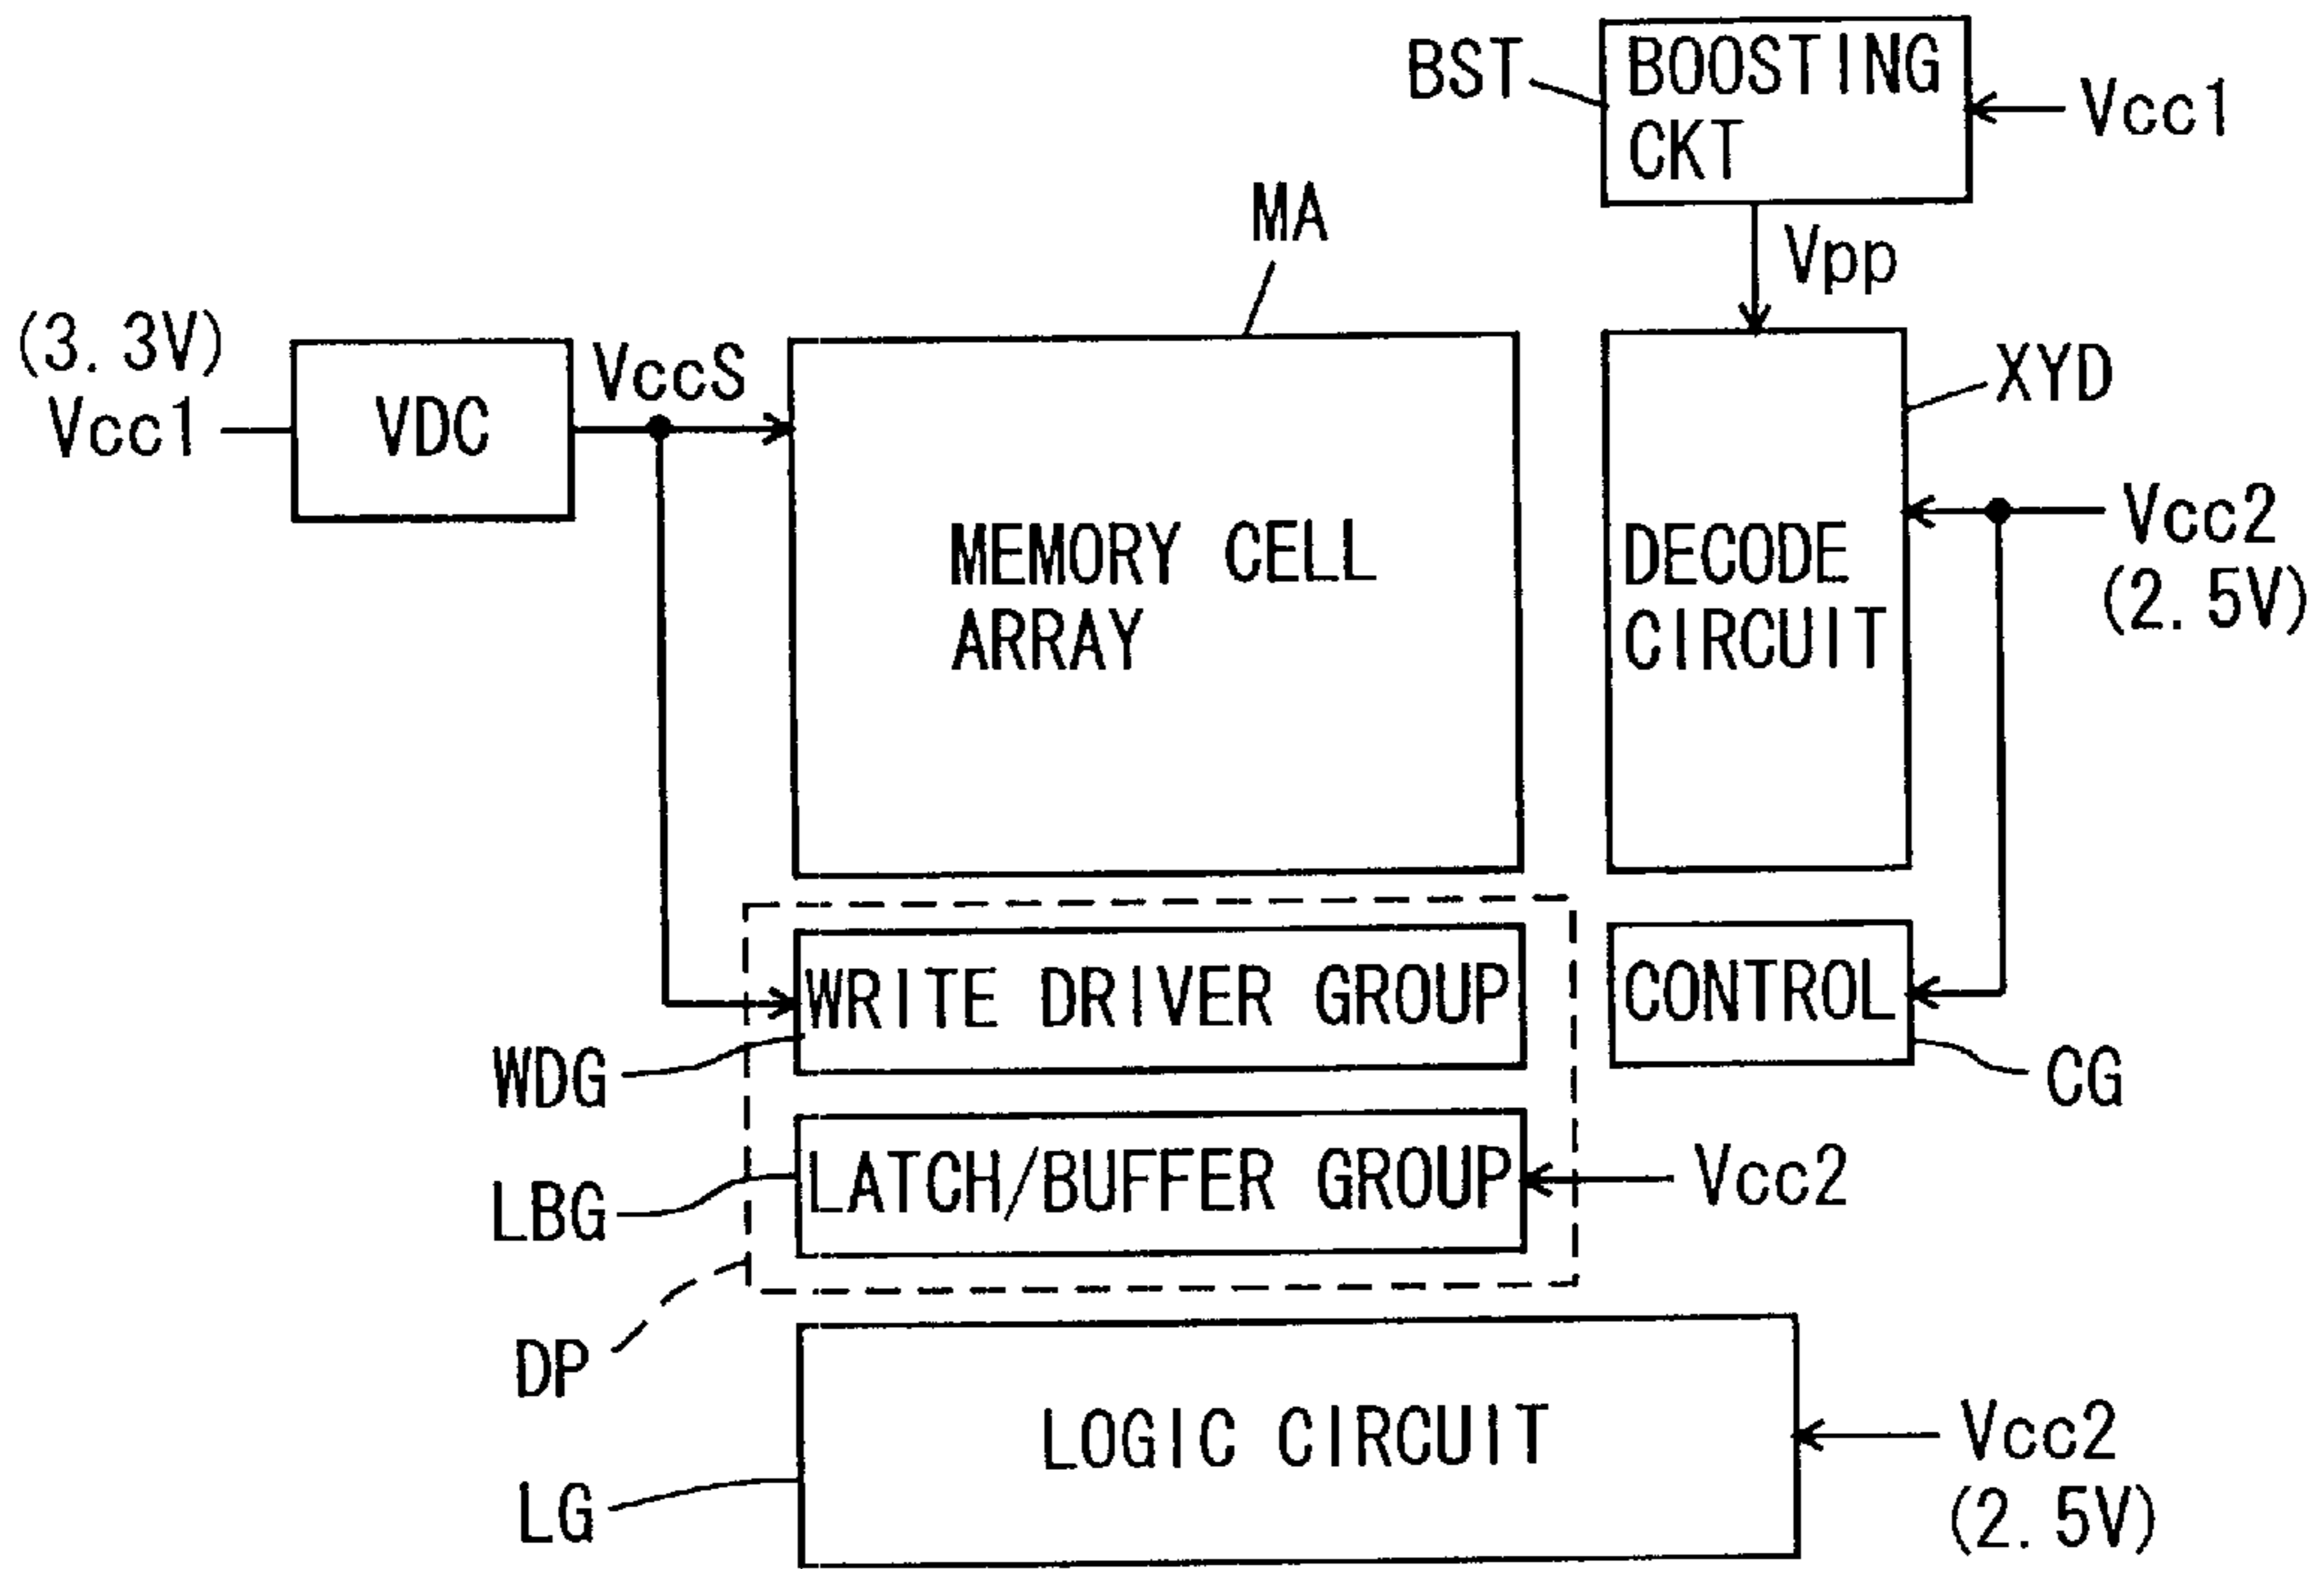 BST
BOOSTING
CKT
Vcc1
MA
Vpp
(3. 3V)
Vcc1
VDC
VccS
XYD
MEMORY CELL
ARRAY
DECODE
CIRCUIT
Vcc2
(2. 5V)
WRITE DRIVER GROUP
CONTROL
WDG
CG
LATCH/BUFFER GROUP
Vcc2
LBG
DP
LOGIC CIRCUIT
Vcc2
(2. 5V)
LG